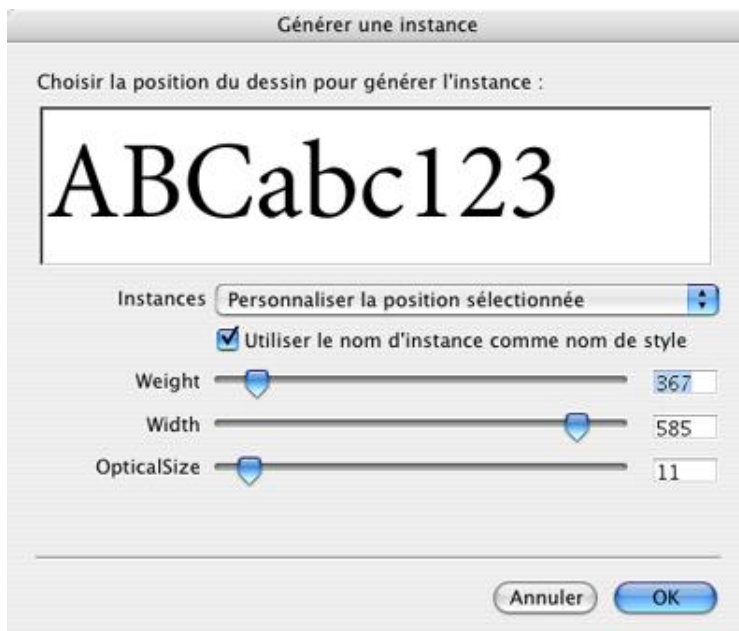 Générer une instance
Choisir la position du dessin pour générer l'instance :
ABCabc123
Instances Personnaliser la position sélectionnée
Utiliser le nom d'instance comme nom de style
Weight 367
Width 585
OpticalSize 11
Annuler OK